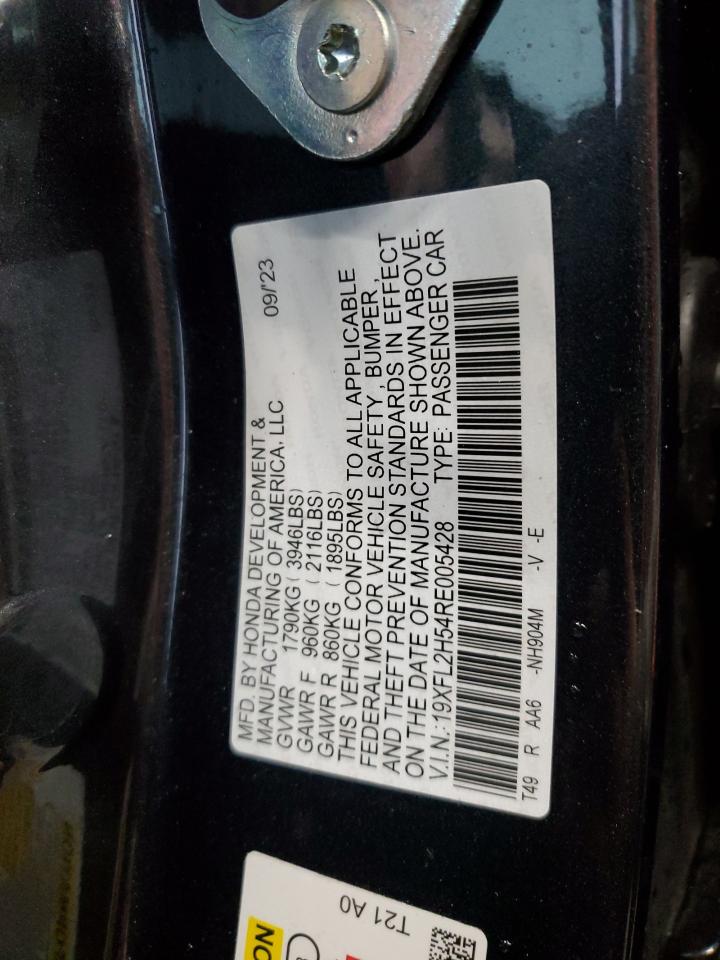 MFD. BY HONDA DEVELOPMENT & 09/'23
MANUFACTURING OF AMERICA, LLC
GVWR 1790KG ( 3946LBS)
GAWR F 960KG ( 2116LBS)
GAWR R 860KG ( 1895LBS)
THIS VEHICLE CONFORMS TO ALL APPLICABLE
FEDERAL MOTOR VEHICLE SAFETY , BUMPER ,
AND THEFT PREVENTION STANDARDS IN EFFECT
ON THE DATE OF MANUFACTURE SHOWN ABOVE.
V.I.N.:19XFL2H54RE005428 TYPE: PASSENGER CAR
T49 R AA6 -NH904M -V -E
T21 A0